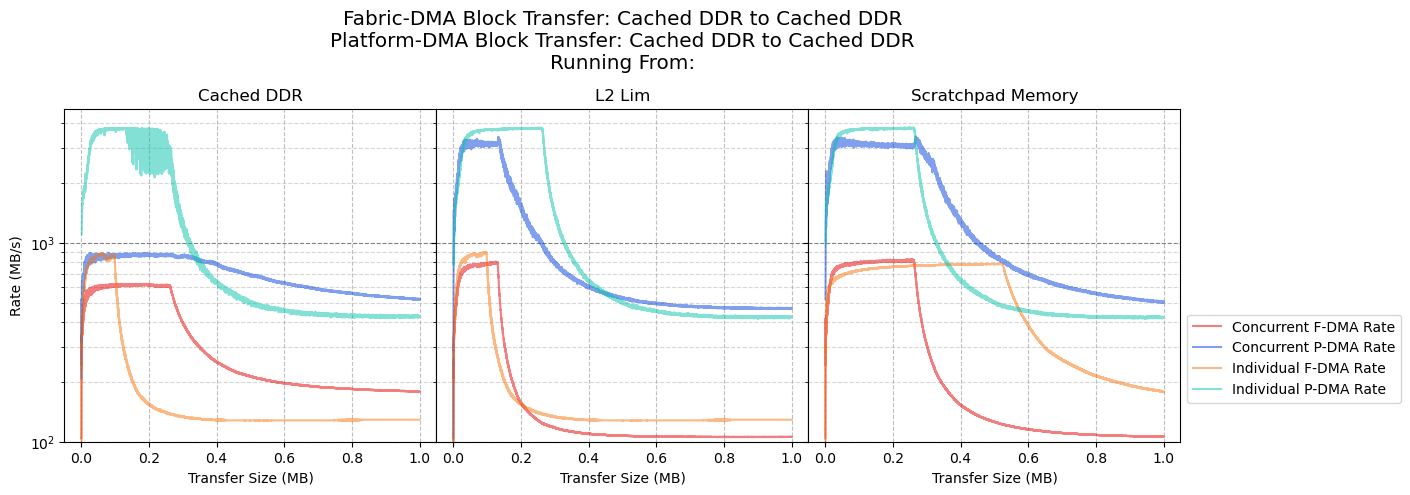 Fabric-DMA Block Transfer: Cached DDR to Cached DDR
Platform-DMA Block Transfer: Cached DDR to Cached DDR
Running From:
Cached DDR
L2 Lim
Scratchpad Memory
Rate (MB/s)
10³
10²
0.0 0.2 0.4 0.6 0.8 1.0
0.0 0.2 0.4 0.6 0.8 1.0
0.0 0.2 0.4 0.6 0.8 1.0
Transfer Size (MB)
Transfer Size (MB)
Transfer Size (MB)
Concurrent F-DMA Rate
Concurrent P-DMA Rate
Individual F-DMA Rate
Individual P-DMA Rate